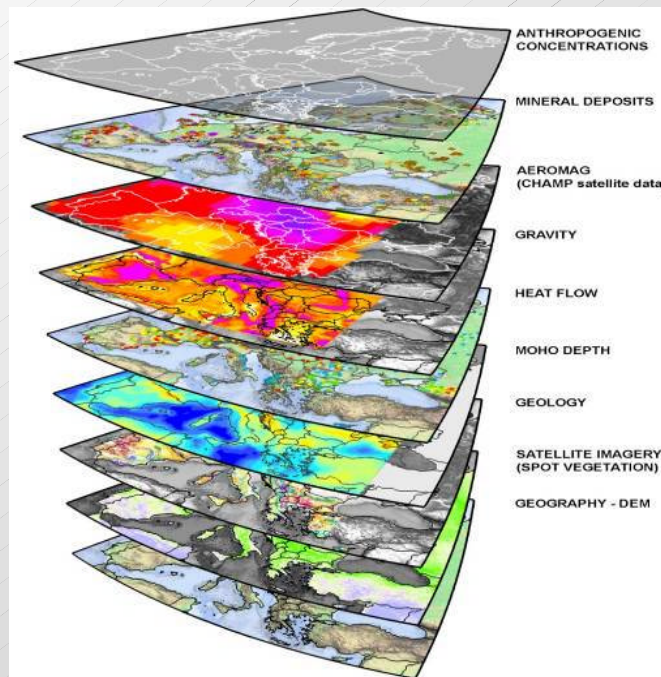 ANTHROPOGENIC
CONCENTRATIONS
MINERAL DEPOSITS
AEROMAG
(CHAMP satellite data
GRAVITY
HEAT FLOW
MOHO DEPTH
GEOLOGY
SATELLITE IMAGERY
(SPOT VEGETATION)
GEOGRAPHY - DEM